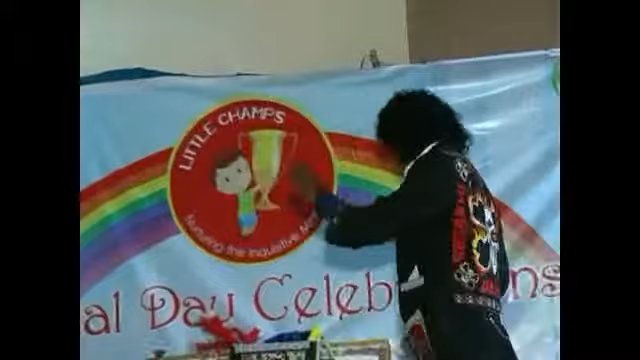 LITTLE CHAMPS
Nurturing the Inquisitive
al Day Celeb
ns